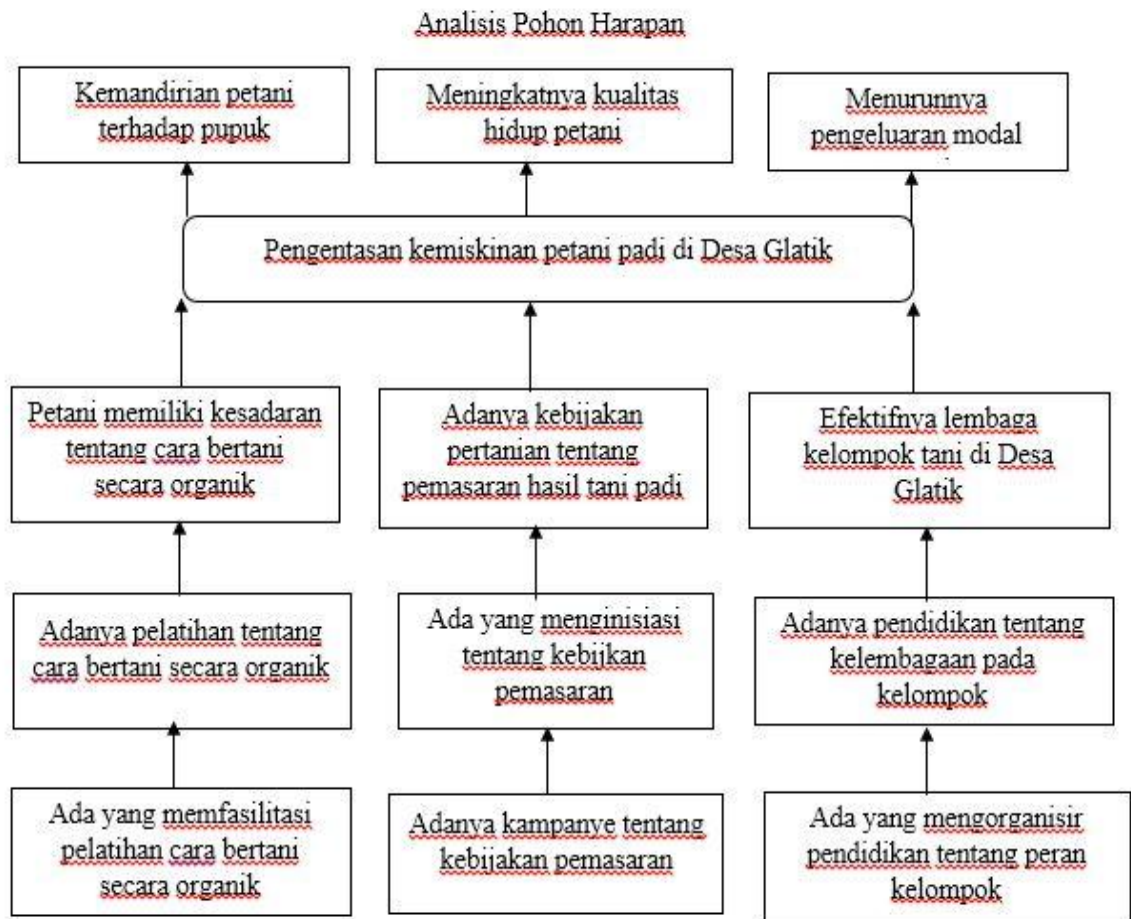 Analisis Pohon Harapan
Kemandirian petani
terhadap pupuk
Meningkatnya kualitas
hidup petani
Menurunnya
pengeluaran modal
Pengentasan kemiskinan petani padi di Desa Glatik
Petani memiliki kesadaran
tentang cara bertani
secara organik
Adanya kebijakan
pertanian tentang
pemasaran hasil tani padi
Efektifnya lembaga
kelompok tani di Desa
Glatik
Adanya pelatihan tentang
cara bertani secara organik
Ada yang menginisiasi
tentang kebijkan
pemasaran
Adanya pendidikan tentang
kelembagaan pada
kelompok
Ada yang memfasilitasi
pelatihan cara bertani
secara organik
Adanya kampanye tentang
kebijakan pemasaran
Ada yang mengorganisir
pendidikan tentang peran
kelompok